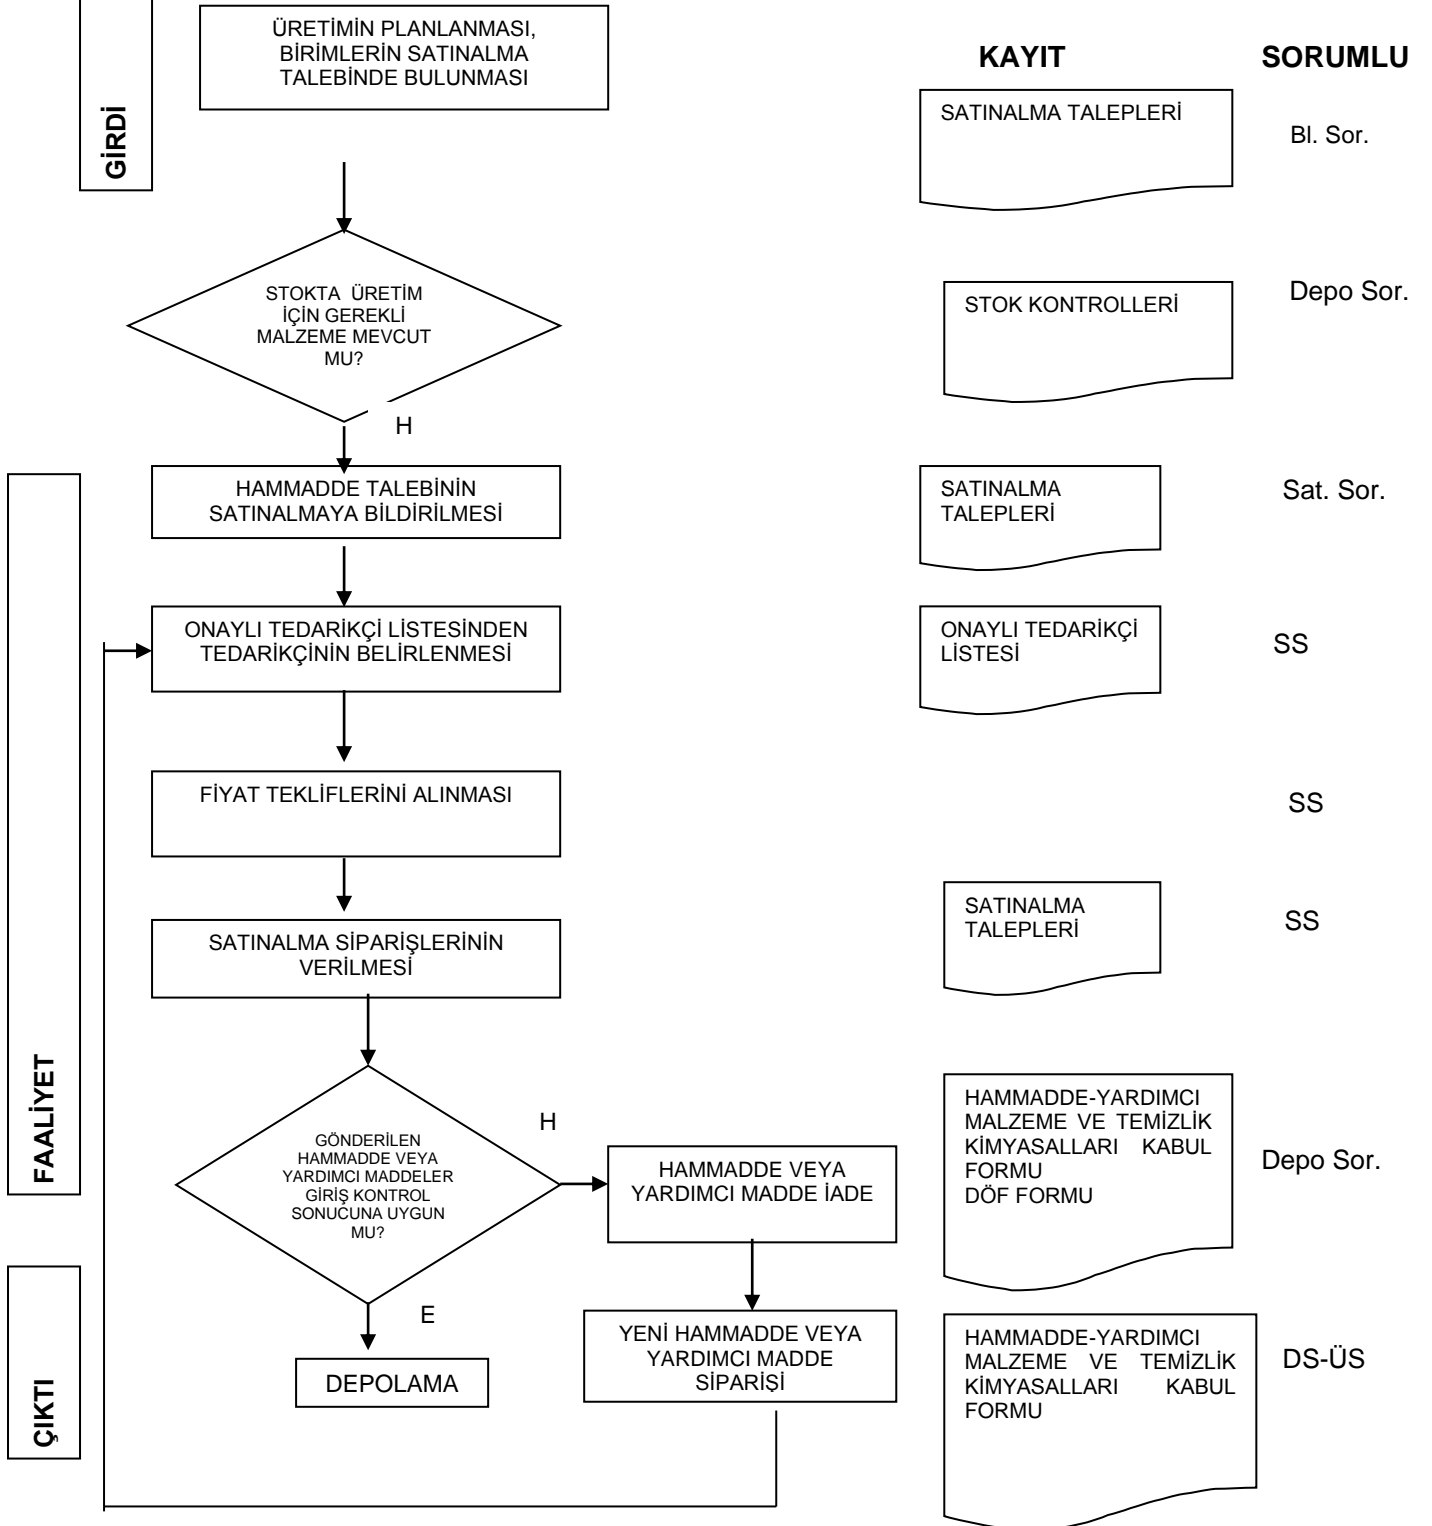 GİRDİ
ÜRETİMİN PLANLANMASI,
BİRİMLERİN SATINALMA
TALEBİNDE BULUNMASI
KAYIT
SORUMLU
SATINALMA TALEPLERİ
Bl. Sor.
STOKTA ÜRETİM
İÇİN GEREKLİ
MALZEME MEVCUT
MU?
STOK KONTROLLERİ
Depo Sor.
H
FAALİYET
HAMMADDE TALEBİNİN
SATINALMAYA BİLDİRİLMESİ
SATINALMA
TALEPLERİ
Sat. Sor.
ONAYLI TEDARİKÇİ LİSTESİNDEN
TEDARİKÇİNİN BELİRLENMESİ
ONAYLI TEDARİKÇİ
LİSTESİ
SS
FİYAT TEKLİFLERİNİ ALINMASI
SS
SATINALMA SİPARİŞLERİNİN
VERİLMESİ
SATINALMA
TALEPLERİ
SS
GÖNDERİLEN
HAMMADDE VEYA
YARDIMCI MADDELER
GİRİŞ KONTROL
SONUCUNA UYGUN
MU?
H
HAMMADDE VEYA
YARDIMCI MADDE İADE
HAMMADDE-YARDIMCI
MALZEME VE TEMİZLİK
KİMYASALLARI KABUL
FORMU
DÖF FORMU
Depo Sor.
E
ÇIKTI
DEPOLAMA
YENİ HAMMADDE VEYA
YARDIMCI MADDE
SİPARİŞİ
HAMMADDE-YARDIMCI
MALZEME VE TEMİZLİK
KİMYASALLARI KABUL
FORMU
DS-ÜS